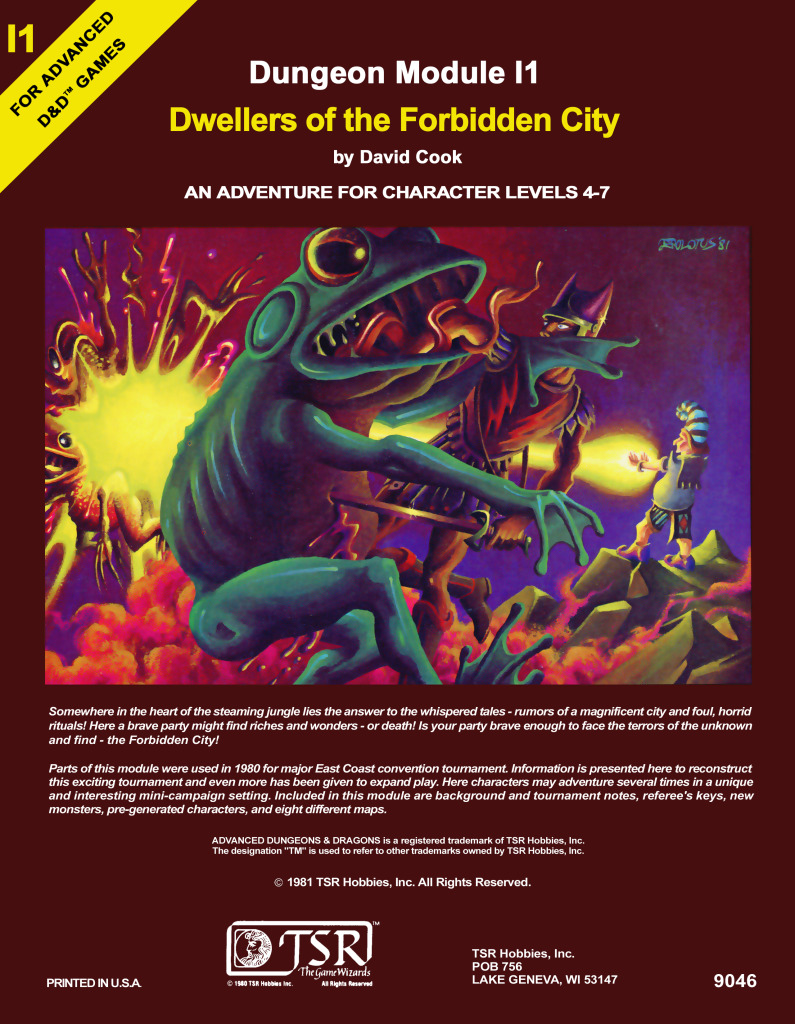 I1
FOR ADVANCED
D&D™ GAMES
Dungeon Module I1
Dwellers of the Forbidden City
by David Cook
AN ADVENTURE FOR CHARACTER LEVELS 4-7
EROLOTUS '81
Somewhere in the heart of the steaming jungle lies the answer to the whispered tales - rumors of a magnificent city and foul, horrid
rituals! Here a brave party might find riches and wonders - or death! Is your party brave enough to face the terrors of the unknown
and find - the Forbidden City!
Parts of this module were used in 1980 for major East Coast convention tournament. Information is presented here to reconstruct
this exciting tournament and even more has been given to expand play. Here characters may adventure several times in a unique
and interesting mini-campaign setting. Included in this module are background and tournament notes, referee's keys, new
monsters, pre-generated characters, and eight different maps.
ADVANCED DUNGEONS & DRAGONS is a registered trademark of TSR Hobbies, Inc.
The designation "TM" is used to refer to other trademarks owned by TSR Hobbies, Inc.
© 1981 TSR Hobbies, Inc. All Rights Reserved.
TSR™
The Game Wizards
© 1980 TSR Hobbies Inc. All Rights Reserved
PRINTED IN U.S.A.
TSR Hobbies, Inc.
POB 756
LAKE GENEVA, WI 53147
9046